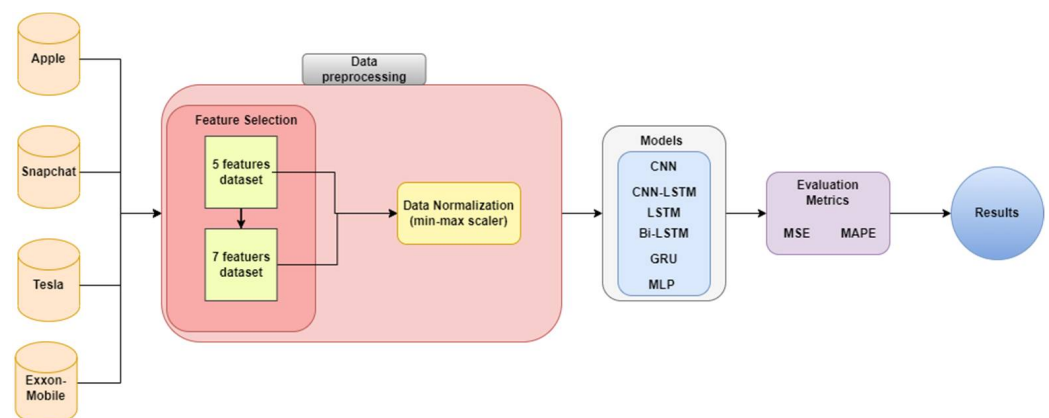 Apple
Snapchat
Tesla
Exxon-
Mobile
Data
preprocessing
Feature Selection
5 features
dataset
7 featuers
dataset
Data Normalization
(min-max scaler)
Models
CNN
CNN-LSTM
LSTM
Bi-LSTM
GRU
MLP
Evaluation
Metrics
MSE MAPE
Results